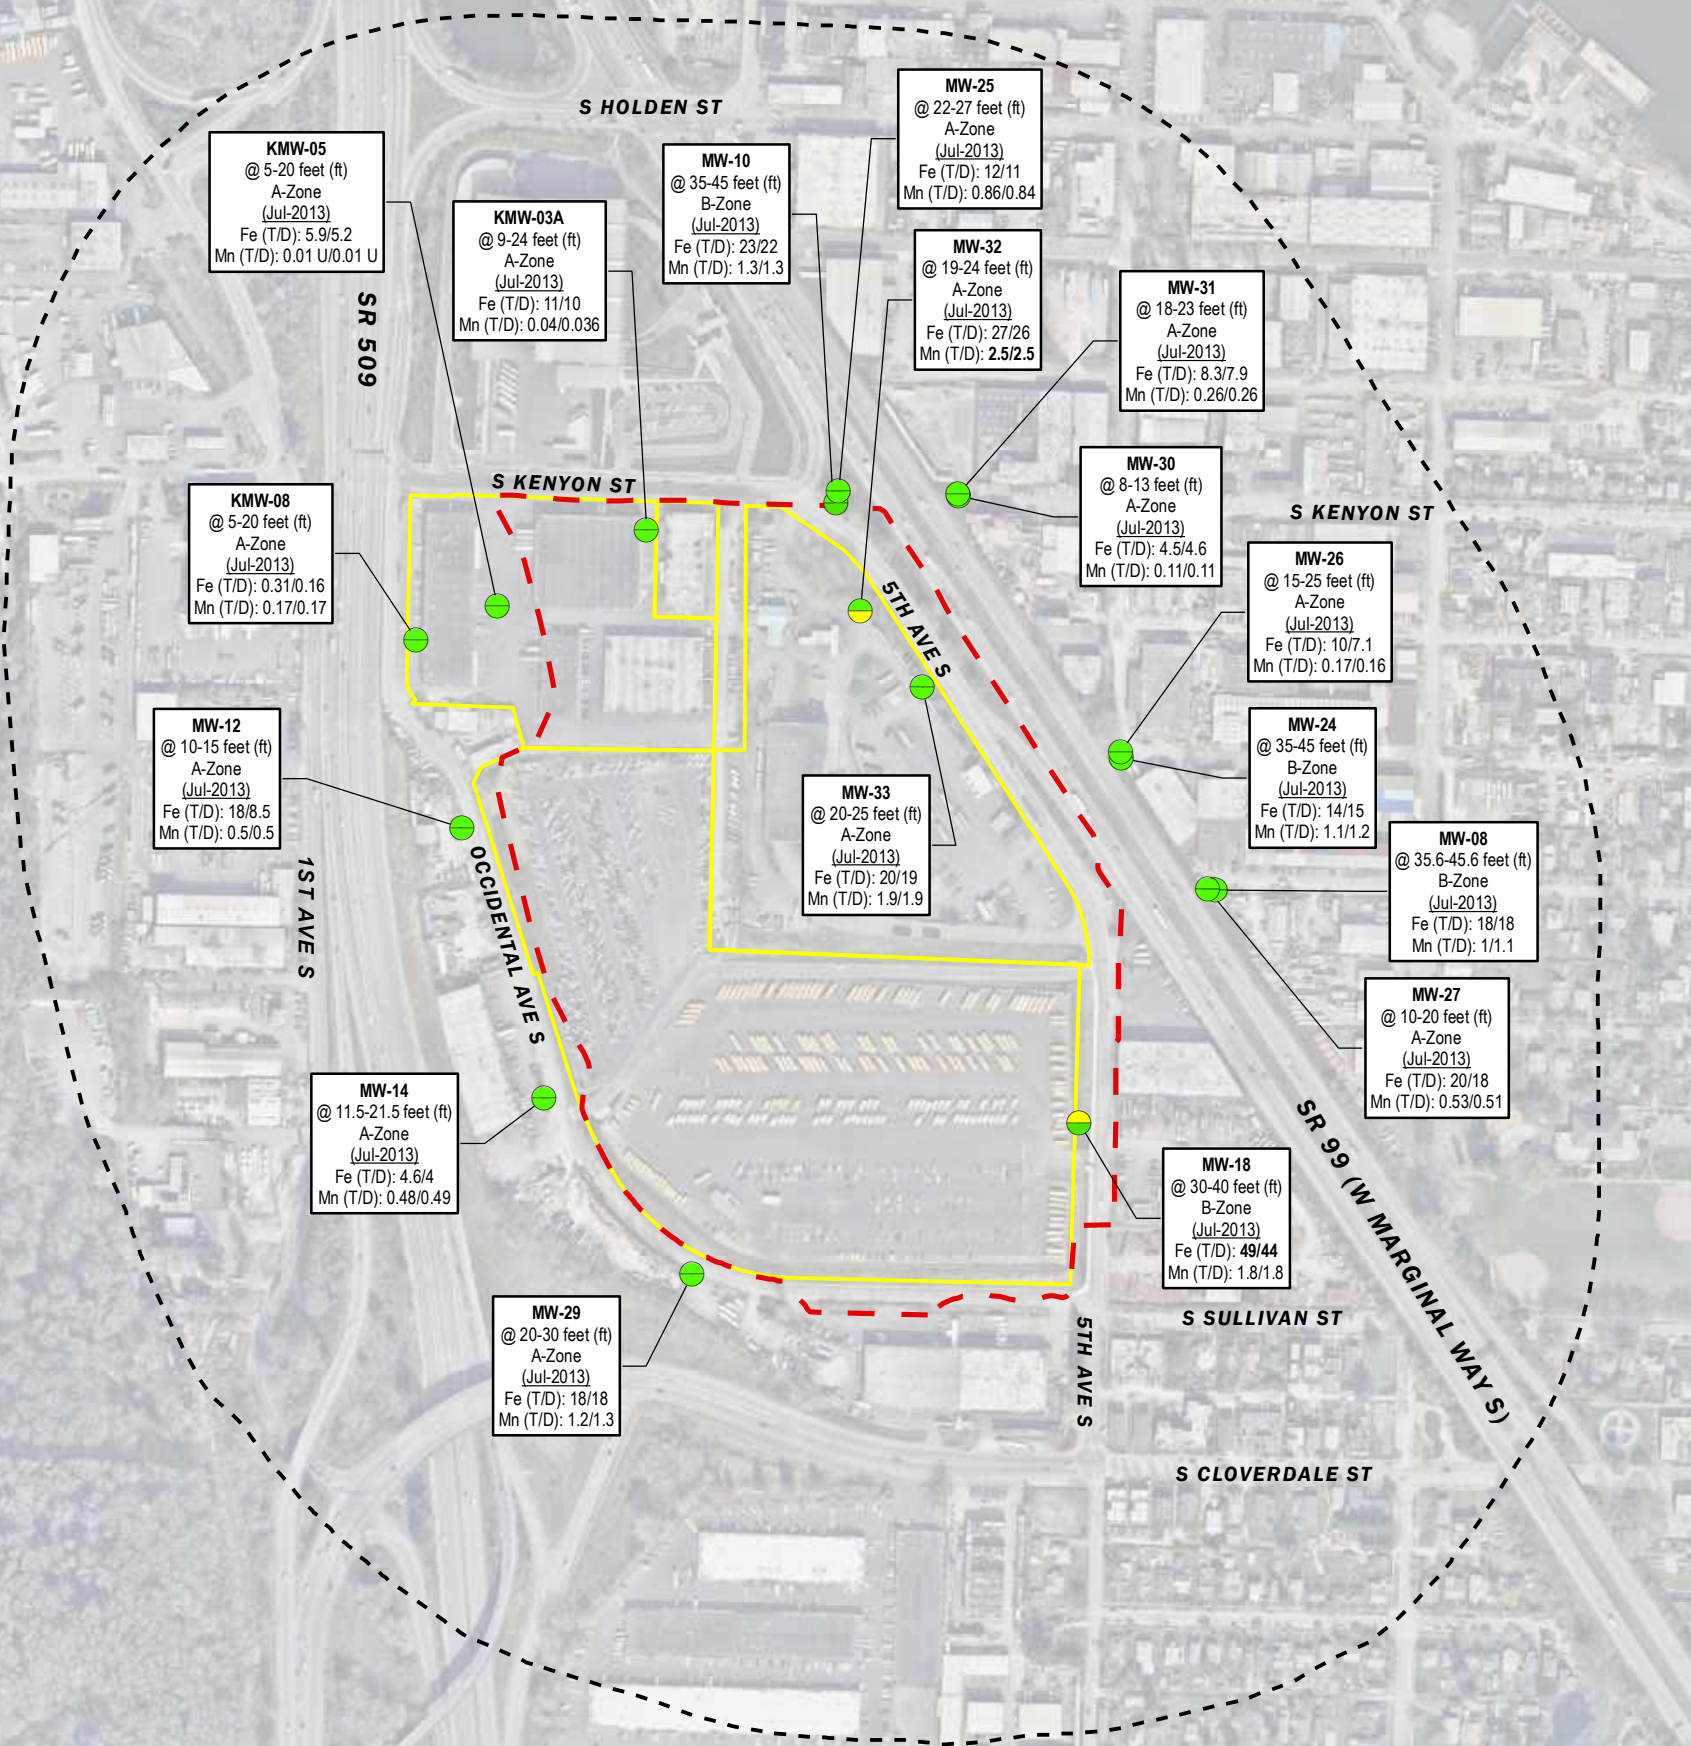 S HOLDEN ST
MW-25
@ 22-27 feet (ft)
A-Zone
(Jul-2013)
Fe (T/D): 12/11
Mn (T/D): 0.86/0.84
KMW-05
@ 5-20 feet (ft)
A-Zone
(Jul-2013)
Fe (T/D): 5.9/5.2
Mn (T/D): 0.01 U/0.01 U
MW-10
@ 35-45 feet (ft)
B-Zone
(Jul-2013)
Fe (T/D): 23/22
Mn (T/D): 1.3/1.3
KMW-03A
@ 9-24 feet (ft)
A-Zone
(Jul-2013)
Fe (T/D): 11/10
Mn (T/D): 0.04/0.036
MW-32
@ 19-24 feet (ft)
A-Zone
(Jul-2013)
Fe (T/D): 27/26
Mn (T/D): 2.5/2.5
MW-31
@ 18-23 feet (ft)
A-Zone
(Jul-2013)
Fe (T/D): 8.3/7.9
Mn (T/D): 0.26/0.26
SR 509
MW-30
@ 8-13 feet (ft)
A-Zone
(Jul-2013)
Fe (T/D): 4.5/4.6
Mn (T/D): 0.11/0.11
S KENYON ST
S KENYON ST
KMW-08
@ 5-20 feet (ft)
A-Zone
(Jul-2013)
Fe (T/D): 0.31/0.16
Mn (T/D): 0.17/0.17
MW-26
@ 15-25 feet (ft)
A-Zone
(Jul-2013)
Fe (T/D): 10/7.1
Mn (T/D): 0.17/0.16
5TH AVE S
MW-12
@ 10-15 feet (ft)
A-Zone
(Jul-2013)
Fe (T/D): 18/8.5
Mn (T/D): 0.5/0.5
MW-24
@ 35-45 feet (ft)
B-Zone
(Jul-2013)
Fe (T/D): 14/15
Mn (T/D): 1.1/1.2
MW-33
@ 20-25 feet (ft)
A-Zone
(Jul-2013)
Fe (T/D): 20/19
Mn (T/D): 1.9/1.9
MW-08
@ 35.6-45.6 feet (ft)
B-Zone
(Jul-2013)
Fe (T/D): 18/18
Mn (T/D): 1/1.1
1ST AVE S
OCCIDENTAL AVE S
MW-27
@ 10-20 feet (ft)
A-Zone
(Jul-2013)
Fe (T/D): 20/18
Mn (T/D): 0.53/0.51
MW-14
@ 11.5-21.5 feet (ft)
A-Zone
(Jul-2013)
Fe (T/D): 4.6/4
Mn (T/D): 0.48/0.49
SR 99 (W MARGINAL WAY S)
MW-18
@ 30-40 feet (ft)
B-Zone
(Jul-2013)
Fe (T/D): 49/44
Mn (T/D): 1.8/1.8
MW-29
@ 20-30 feet (ft)
A-Zone
(Jul-2013)
Fe (T/D): 18/18
Mn (T/D): 1.2/1.3
S SULLIVAN ST
5TH AVE S
S CLOVERDALE ST